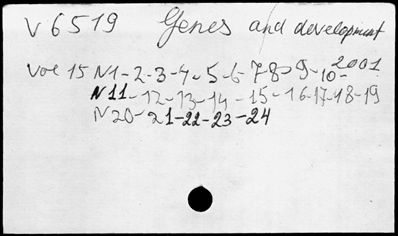 V 6519 Genes and development
Vol 15 N1-2-3-4-5-6-7-8-9-10- 2001
N11-12-13-14-15-16-17-18-19
N20-21-22-23-24